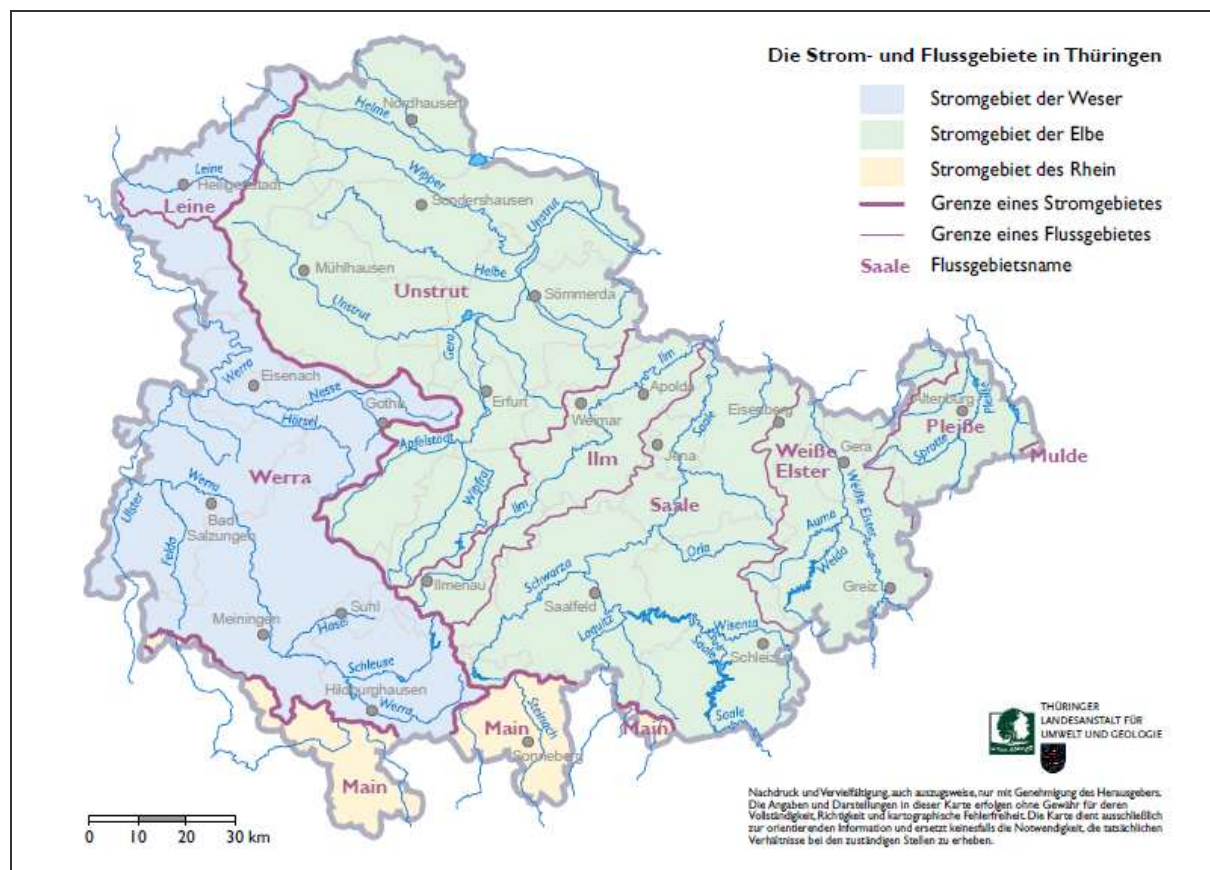 Die Strom- und Flussgebiete in Thüringen
Stromgebiet der Weser
Stromgebiet der Elbe
Stromgebiet des Rhein
Grenze eines Stromgebietes
Grenze eines Flussgebietes
Saale Flussgebietsname
Nordhausen
Helme
Leine
Heiligenstadt
Leine
Wipper
Sondershausen
Unstrut
Mühlhausen
Helbe
Unstrut
Sömmerda
Unstrut
Gera
Ilm
Werra
Eisenach
Nesse
Gotha
Hörsel
Erfurt
Weimar
Apolda
Saale
Eisenberg
Altenburg
Pleiße
Pleiße
Sprotte
Mulde
Apfelstädt
Ilm
Jena
Weiße
Elster
Gera
Werra
Werra
Wipfra
Ilm
Saale
Weiße Elster
Ulster
Bad
Salzungen
Felda
Auma
Orla
Weida
Schwarza
Ilmenau
Saalfeld
Greiz
Suhl
Meiningen
Hasel
Loquitz
Wisenta
Saale
Schleiz
Schleuse
Hildburghausen
Werra
Main
Steinach
Sonneberg
Main
Saale
Main
0 10 20 30 km
THÜRINGER
LANDESANSTALT FÜR
UMWELT UND GEOLOGIE
Nachdruck und Vervielfältigung, auch auszugsweise, nur mit Genehmigung des Herausgebers.
Die Angaben und Darstellungen in dieser Karte erfolgen ohne Gewähr für deren
Vollständigkeit, Richtigkeit und kartographische Fehlerfreiheit. Die Karte dient ausschließlich
zur orientierenden Information und ersetzt keinesfalls die Notwendigkeit, die tatsächlichen
Verhältnisse bei den zuständigen Stellen zu erheben.